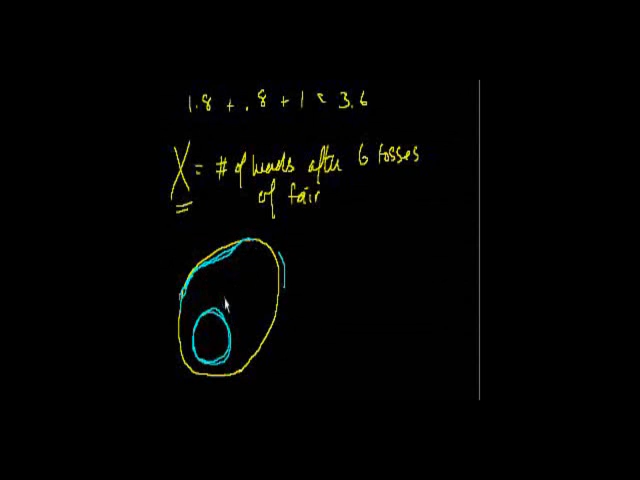 1.8 + .8 + 1 = 3.6
X = # of heads after 6 tosses
of fair